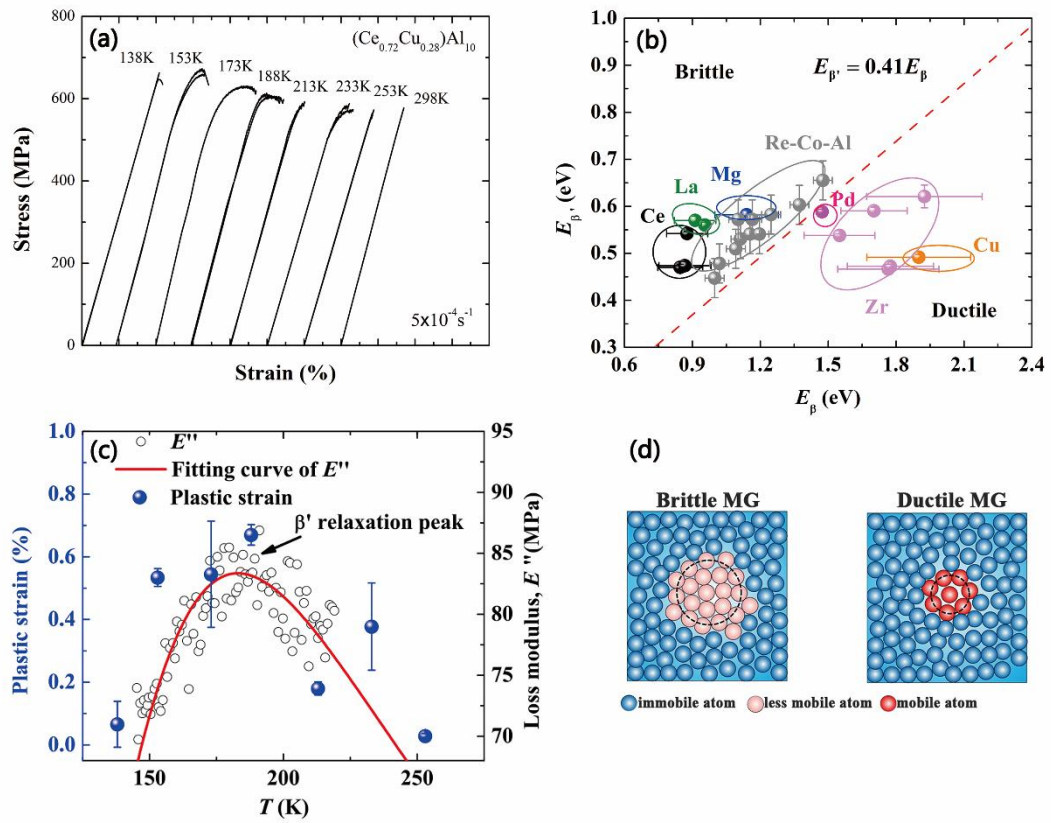 (a)
(Ce0.72Cu0.28)Al10
138K 153K 173K 188K 213K 233K 253K 298K
5x10-4s-1
800
600
400
200
0
Stress (MPa)
Strain (%)
(b)
Brittle
Eβ' = 0.41Eβ
Re-Co-Al
La
Mg
Pd
Ce
Cu
Zr
Ductile
1.0
0.9
0.8
0.7
0.6
0.5
0.4
0.3
Eβ' (eV)
0.6 0.9 1.2 1.5 1.8 2.1 2.4
Eβ (eV)
(c)
E''
Fitting curve of E''
Plastic strain
β' relaxation peak
1.0
0.8
0.6
0.4
0.2
0.0
Plastic strain (%)
95
90
85
80
75
70
Loss modulus, E '' (MPa)
150 200 250 300
T (K)
(d)
Brittle MG
Ductile MG
immobile atom less mobile atom mobile atom